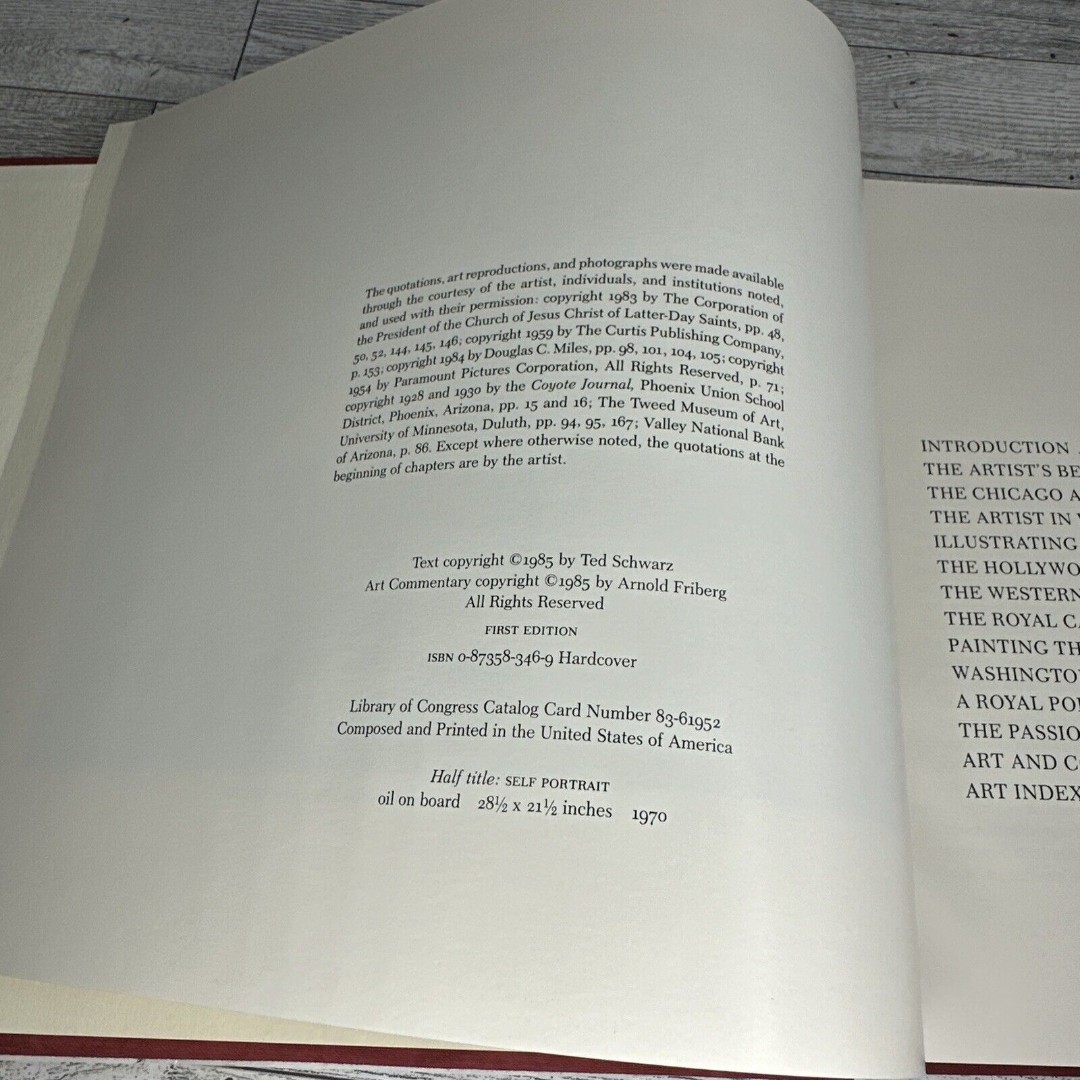 The quotations, art reproductions, and photographs were made available
through the courtesy of the artist, individuals, and institutions noted,
and used with their permission: copyright 1983 by The Corporation of
the President of the Church of Jesus Christ of Latter-Day Saints, pp. 48,
50, 52, 144, 145, 146; copyright 1959 by The Curtis Publishing Company,
p. 153; copyright 1984 by Douglas C. Miles, pp. 98, 101, 104, 105; copyright
1954 by Paramount Pictures Corporation, All Rights Reserved, p. 71;
copyright 1928 and 1930 by the Coyote Journal, Phoenix Union School
District, Phoenix, Arizona, pp. 15 and 16; The Tweed Museum of Art,
University of Minnesota, Duluth, pp. 94, 95, 167; Valley National Bank
of Arizona, p. 86. Except where otherwise noted, the quotations at the
beginning of chapters are by the artist.
Text copyright ©1985 by Ted Schwarz
Art Commentary copyright ©1985 by Arnold Friberg
All Rights Reserved
FIRST EDITION
ISBN 0-87358-346-9 Hardcover
Library of Congress Catalog Card Number 83-61952
Composed and Printed in the United States of America
Half title: SELF PORTRAIT
oil on board 28½ x 21½ inches 1970
INTRODUCTION
THE ARTIST'S BE
THE CHICAGO A
THE ARTIST IN
ILLUSTRATING
THE HOLLYWO
THE WESTERN
THE ROYAL CA
PAINTING TH
WASHINGTO
A ROYAL PO
THE PASSIO
ART AND C
ART INDEX